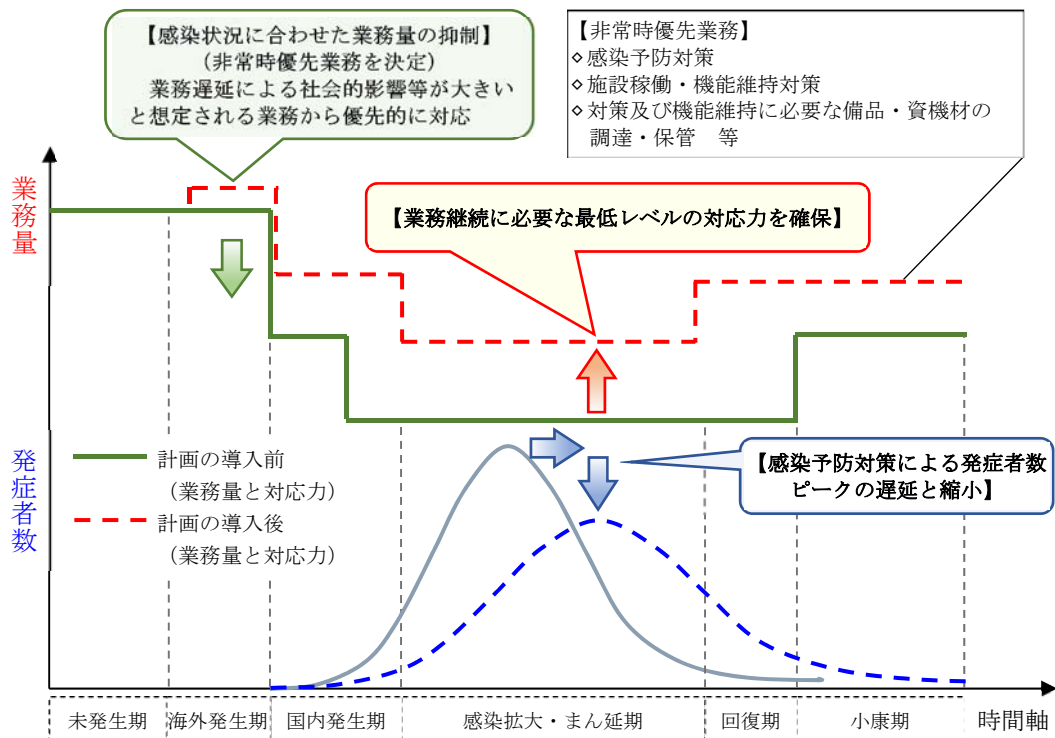 【感染状況に合わせた業務量の抑制】
（非常時優先業務を決定）
業務遅延による社会的影響等が大きい
と想定される業務から優先的に対応
【非常時優先業務】
◇感染予防対策
◇施設稼働・機能維持対策
◇対策及び機能維持に必要な備品・資機材の
調達・保管　等
業務量
【業務継続に必要な最低レベルの対応力を確保】
発症者数
計画の導入前
（業務量と対応力）
計画の導入後
（業務量と対応力）
【感染予防対策による発症者数
ピークの遅延と縮小】
未発生期
海外発生期
国内発生期
感染拡大・まん延期
回復期
小康期
時間軸